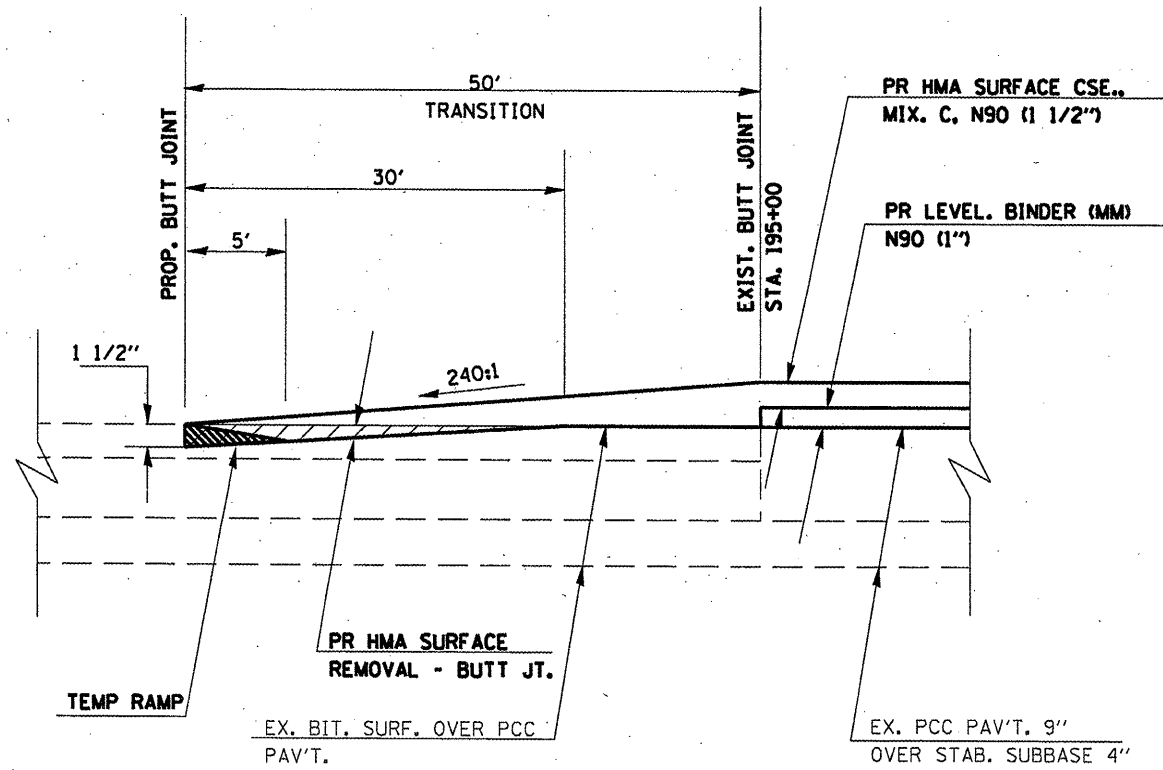 50'
TRANSITION
PR HMA SURFACE CSE.,
MIX. C, N90 (1 1/2")
PROP. BUTT JOINT
30'
EXIST. BUTT JOINT
STA. 195+00
PR LEVEL. BINDER (MM)
N90 (1")
5'
1 1/2"
240:1
PR HMA SURFACE
REMOVAL - BUTT JT.
TEMP RAMP
EX. BIT. SURF. OVER PCC
PAV'T.
EX. PCC PAV'T. 9"
OVER STAB. SUBBASE 4"